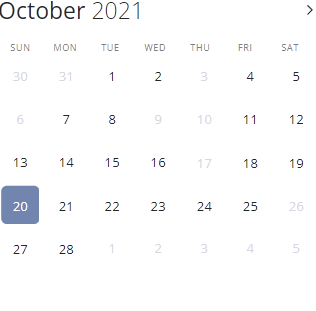 October 2021
SUN MON TUE WED THU FRI SAT
30 31 1 2 3 4 5
6 7 8 9 10 11 12
13 14 15 16 17 18 19
20 21 22 23 24 25 26
27 28 1 2 3 4 5